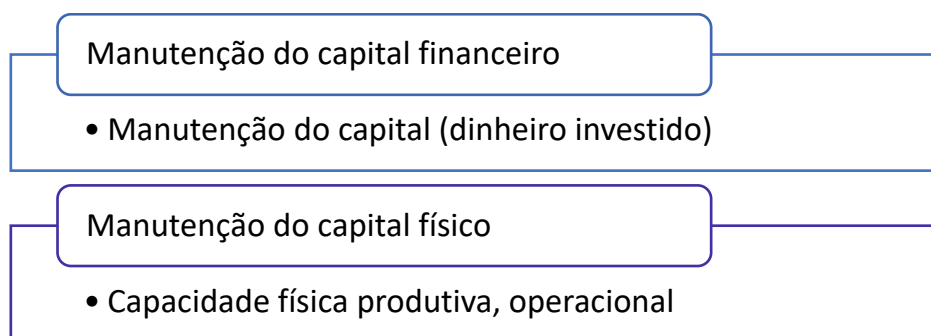 Manutenção do capital financeiro
• Manutenção do capital (dinheiro investido)
Manutenção do capital físico
• Capacidade física produtiva, operacional